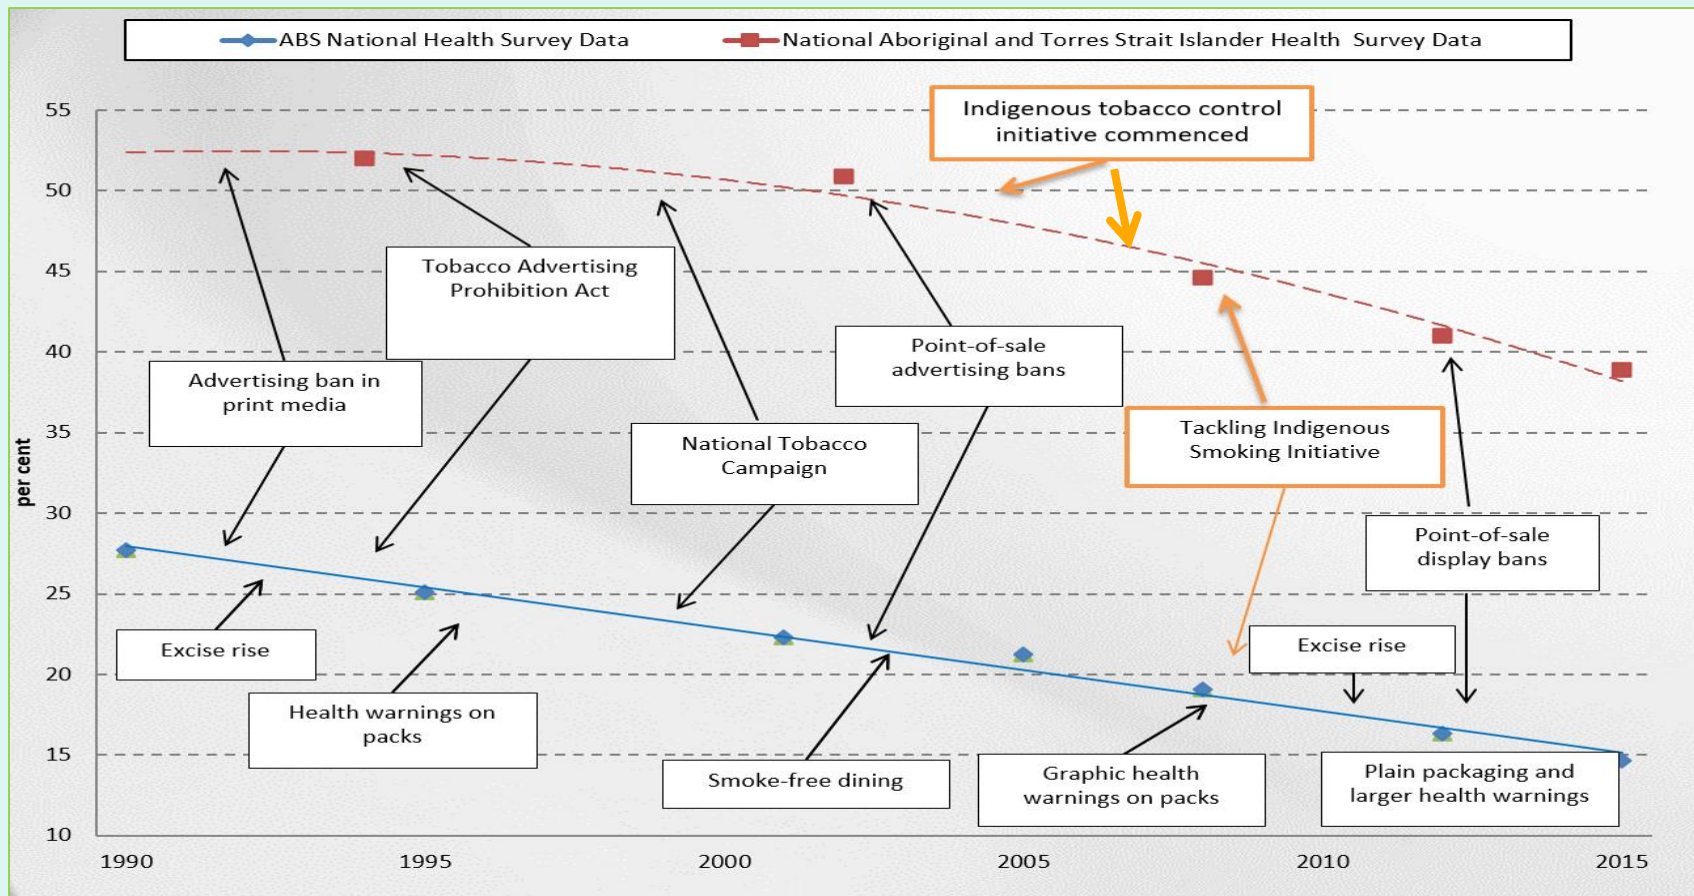 ABS National Health Survey Data
National Aboriginal and Torres Strait Islander Health Survey Data
55
50
45
40
35
30
25
20
15
10
per cent
Indigenous tobacco control
initiative commenced
Tobacco Advertising
Prohibition Act
Advertising ban in
print media
Point-of-sale
advertising bans
National Tobacco
Campaign
Tackling Indigenous
Smoking Initiative
Point-of-sale
display bans
Excise rise
Excise rise
Health warnings on
packs
Smoke-free dining
Graphic health
warnings on packs
Plain packaging and
larger health warnings
1990
1995
2000
2005
2010
2015